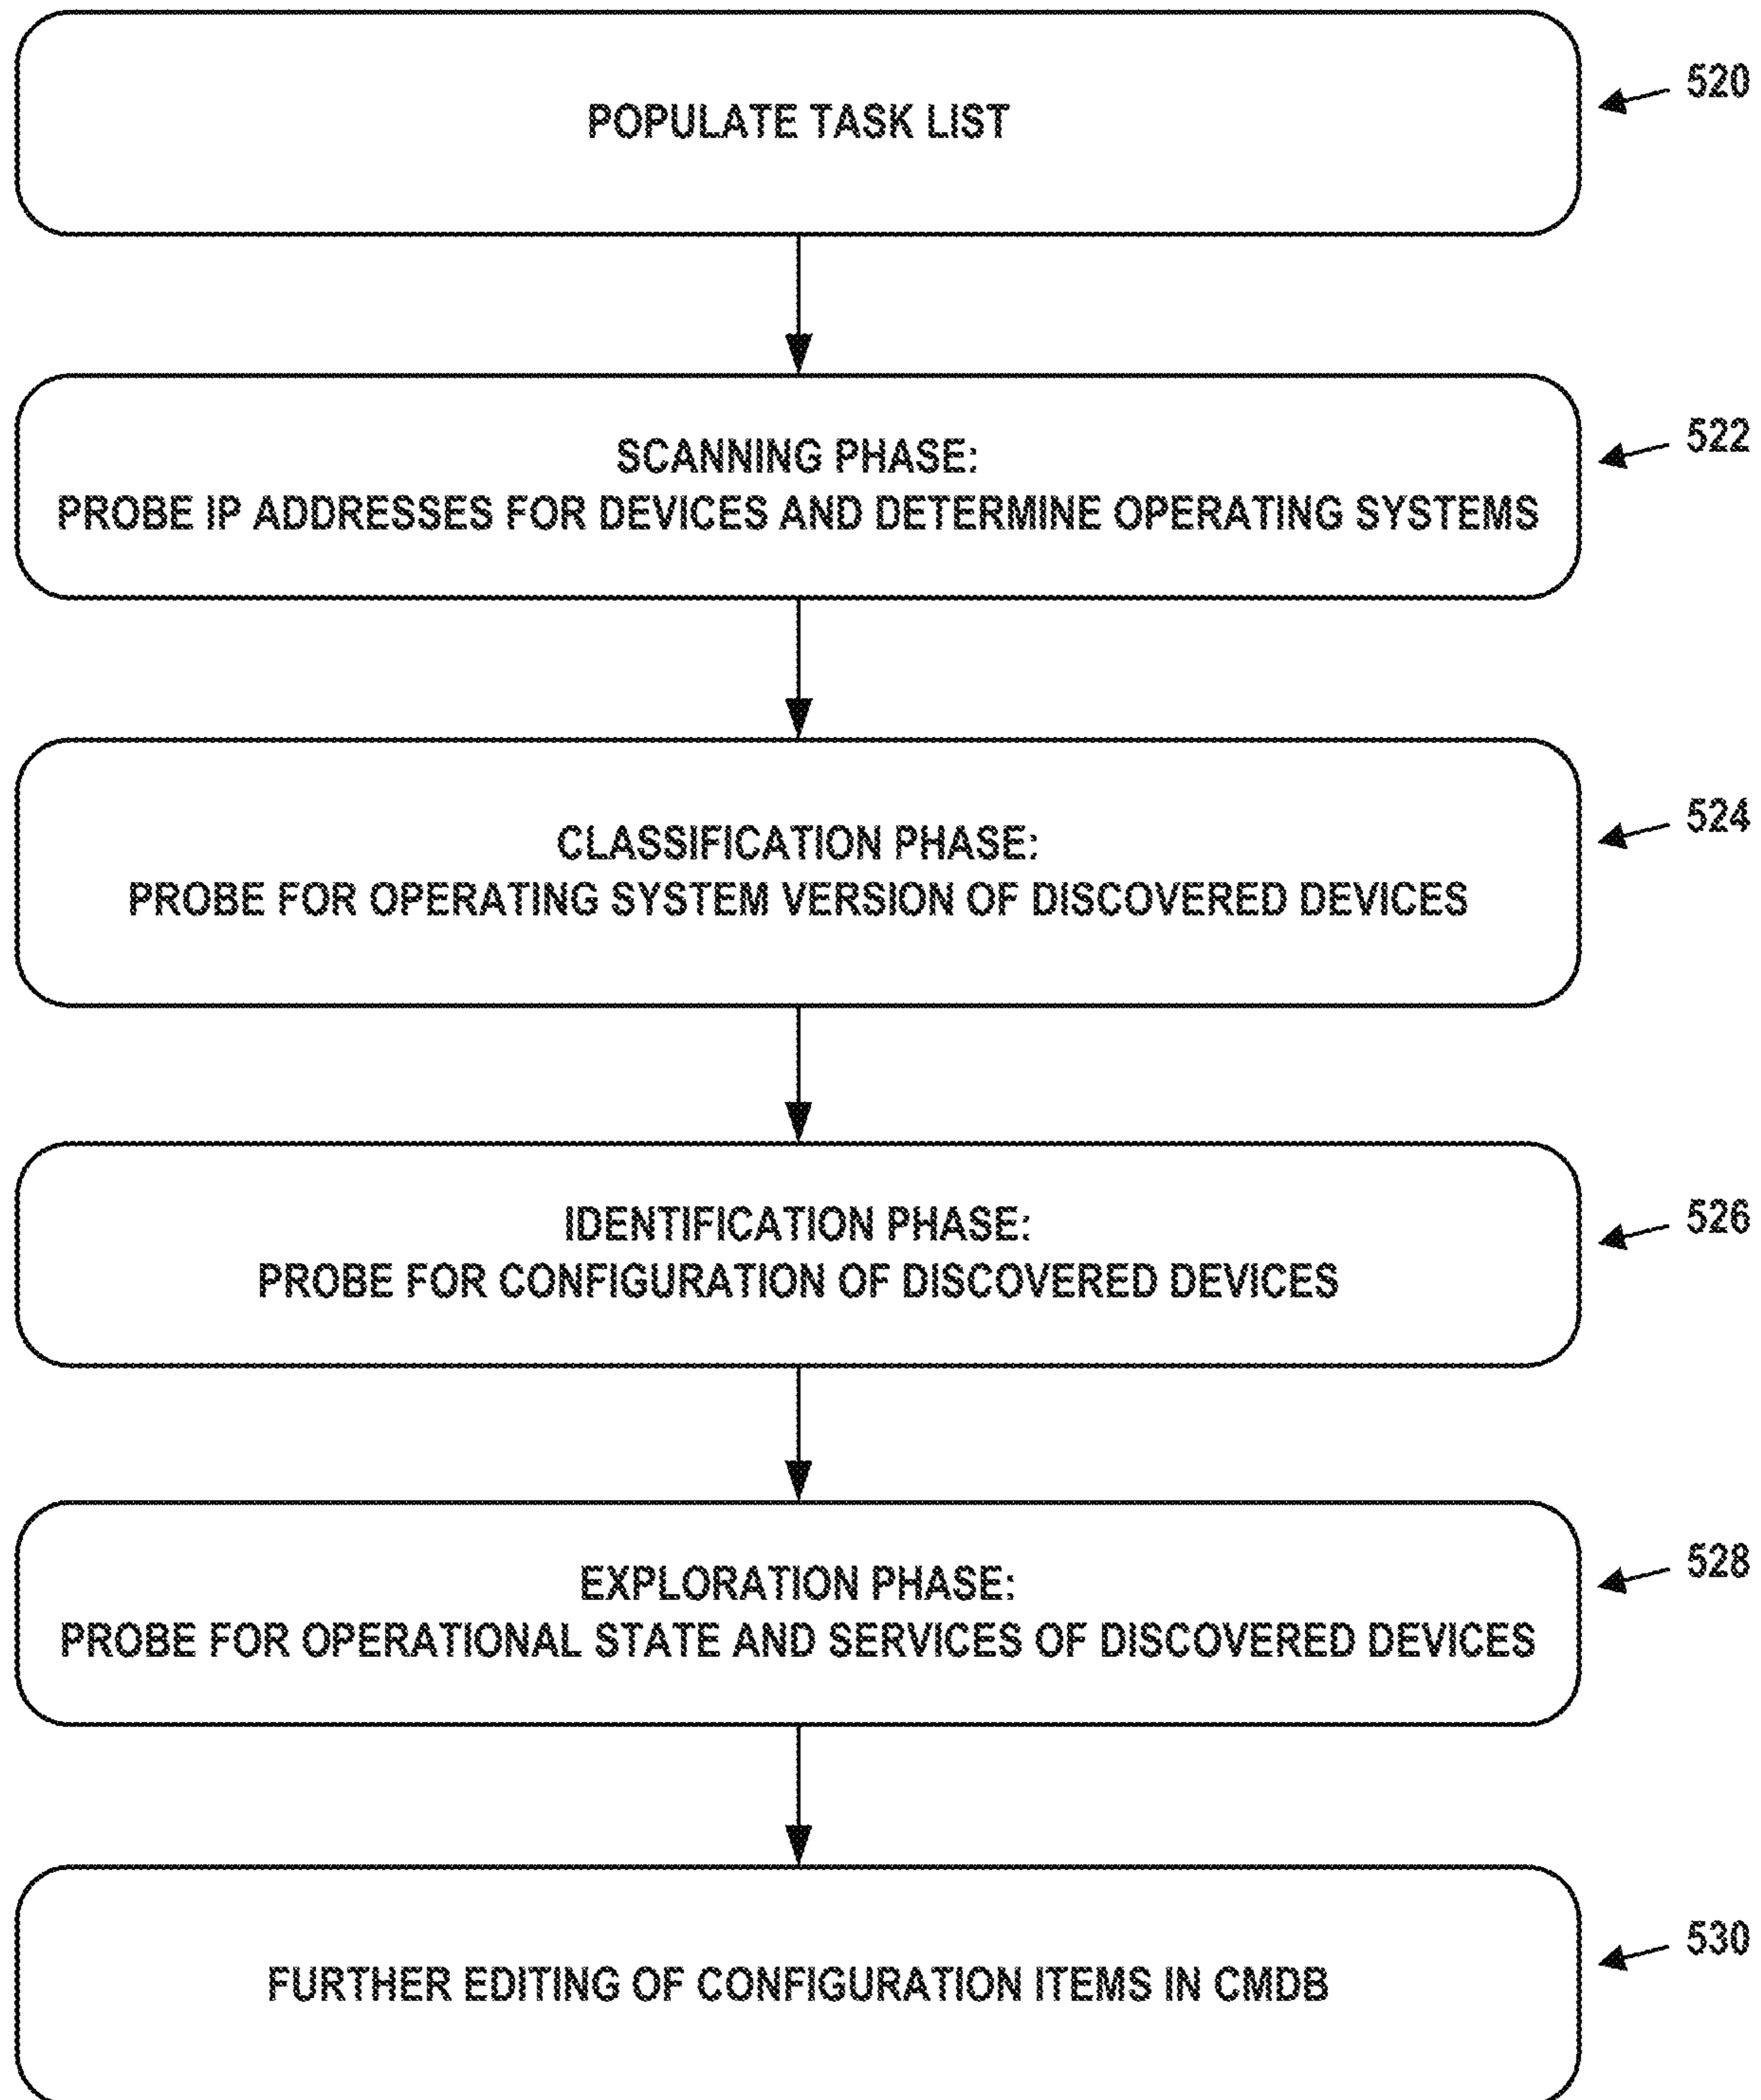 POPULATE TASK LIST
520
SCANNING PHASE:
PROBE IP ADDRESSES FOR DEVICES AND DETERMINE OPERATING SYSTEMS
522
CLASSIFICATION PHASE:
PROBE FOR OPERATING SYSTEM VERSION OF DISCOVERED DEVICES
524
IDENTIFICATION PHASE:
PROBE FOR CONFIGURATION OF DISCOVERED DEVICES
526
EXPLORATION PHASE:
PROBE FOR OPERATIONAL STATE AND SERVICES OF DISCOVERED DEVICES
528
FURTHER EDITING OF CONFIGURATION ITEMS IN CMDB
530